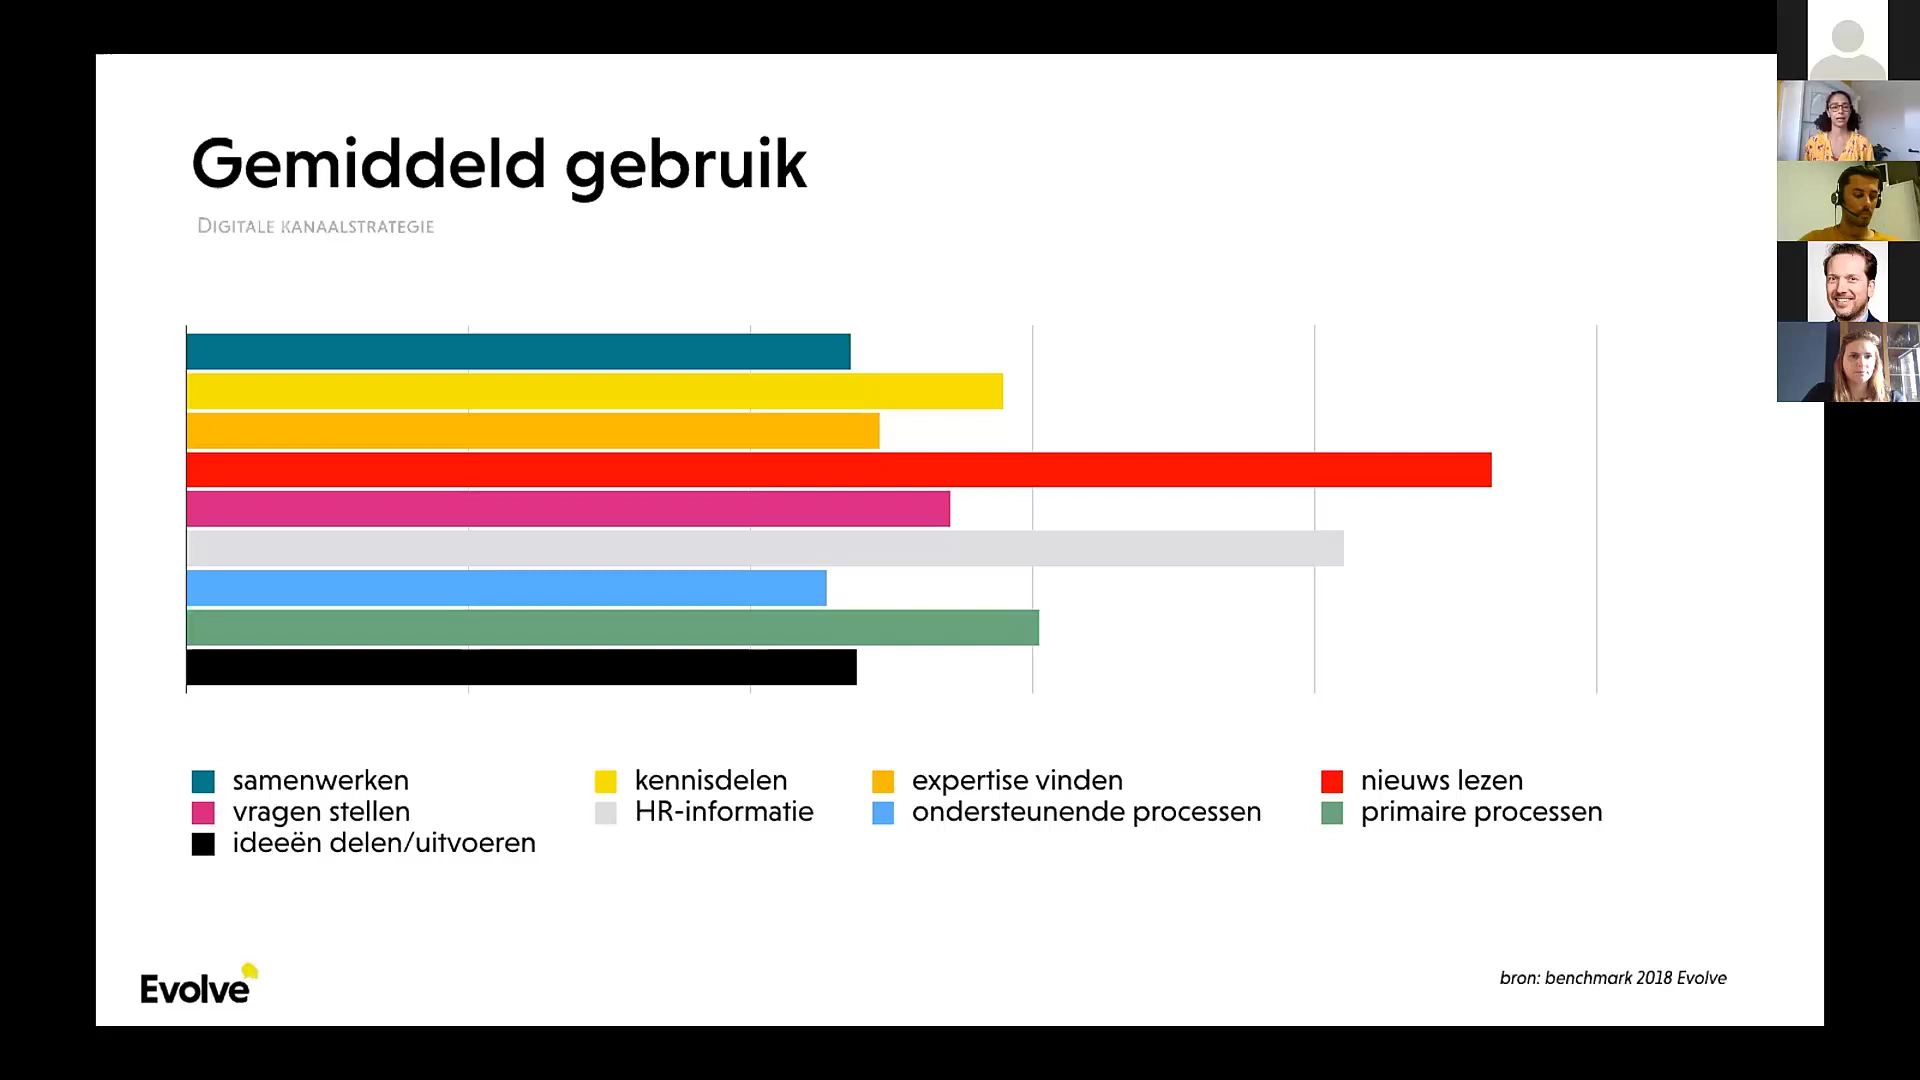 Gemiddeld gebruik
DIGITALE KANAALSTRATEGIE
samenwerken kennisdelen expertise vinden nieuws lezen
vragen stellen HR-informatie ondersteunende processen primaire processen
ideeën delen/uitvoeren
Evolve
bron: benchmark 2018 Evolve